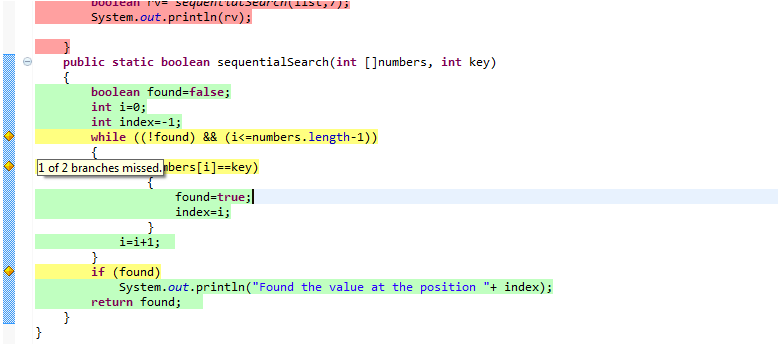 boolean rv= sequentialSearch(list,7);
System.out.println(rv);
}
public static boolean sequentialSearch(int []numbers, int key)
{
boolean found=false;
int i=0;
int index=-1;
while ((!found) && (i<=numbers.length-1))
{
1 of 2 branches missed. mbers[i]==key)
{
found=true;
index=i;
}
i=i+1;
}
if (found)
System.out.println("Found the value at the position "+ index);
return found;
}
}